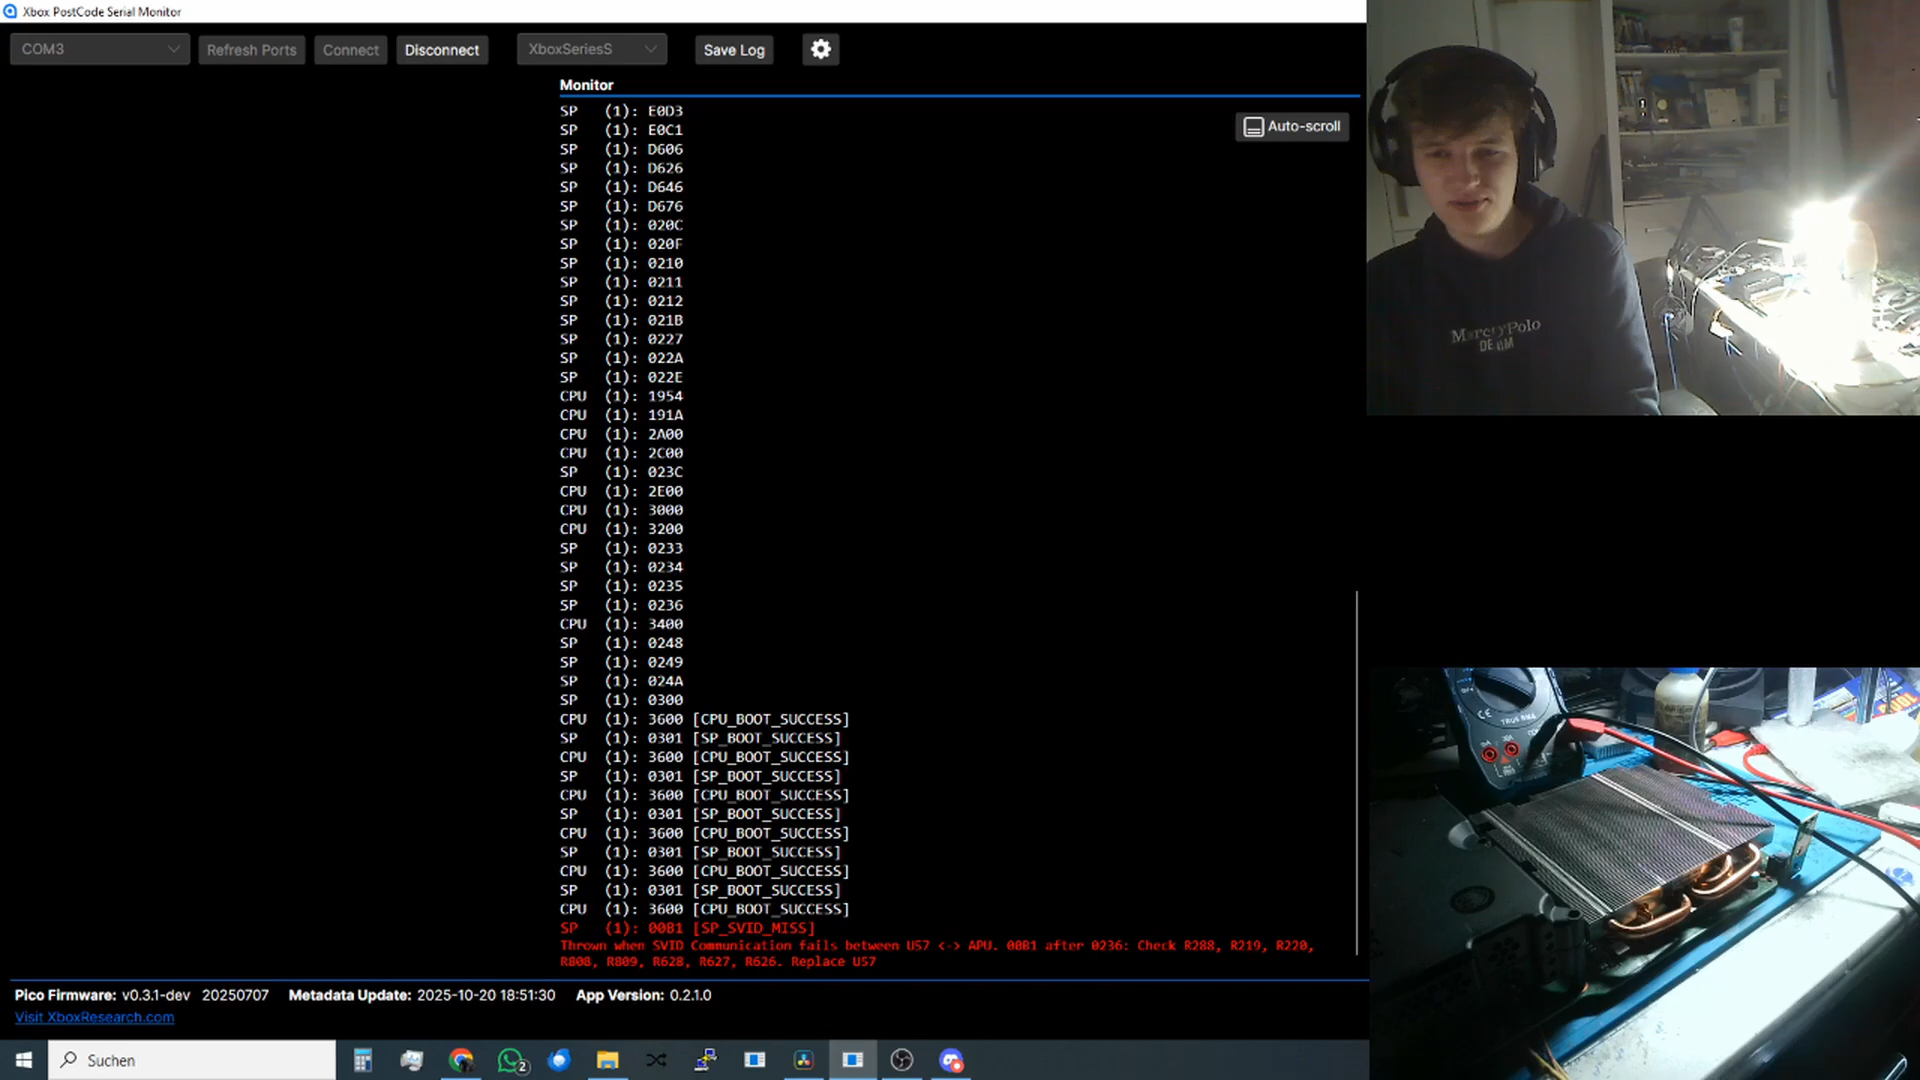 Xbox PostCode Serial Monitor
COM3
Refresh Ports
Connect
Disconnect
XboxSeriesS
Save Log
Monitor
Auto-scroll
SP (1): E0D3
SP (1): E0C1
SP (1): D606
SP (1): D626
SP (1): D646
SP (1): D676
SP (1): 020C
SP (1): 020F
SP (1): 0210
SP (1): 0211
SP (1): 0212
SP (1): 021B
SP (1): 0227
SP (1): 022A
SP (1): 022E
CPU (1): 1954
CPU (1): 191A
CPU (1): 2A00
CPU (1): 2C00
SP (1): 023C
CPU (1): 2E00
CPU (1): 3000
CPU (1): 3200
SP (1): 0233
SP (1): 0234
SP (1): 0235
SP (1): 0236
CPU (1): 3400
SP (1): 0248
SP (1): 0249
SP (1): 024A
SP (1): 0300
CPU (1): 3600 [CPU_BOOT_SUCCESS]
SP (1): 0301 [SP_BOOT_SUCCESS]
CPU (1): 3600 [CPU_BOOT_SUCCESS]
SP (1): 0301 [SP_BOOT_SUCCESS]
CPU (1): 3600 [CPU_BOOT_SUCCESS]
SP (1): 0301 [SP_BOOT_SUCCESS]
CPU (1): 3600 [CPU_BOOT_SUCCESS]
SP (1): 0301 [SP_BOOT_SUCCESS]
CPU (1): 3600 [CPU_BOOT_SUCCESS]
SP (1): 0301 [SP_BOOT_SUCCESS]
CPU (1): 3600 [CPU_BOOT_SUCCESS]
SP (1): 00B1 [SP_SVID_MISS]
Thrown when SVID Communication fails between U57 <-> APU. 00B1 after 0236: Check R288, R219, R220,
R808, R809, R628, R627, R626. Replace U57
Pico Firmware: v0.3.1-dev 20250707 Metadata Update: 2025-10-20 18:51:30 App Version: 0.2.1.0
Visit XboxResearch.com
Suchen
2
CE
TRUE RMS